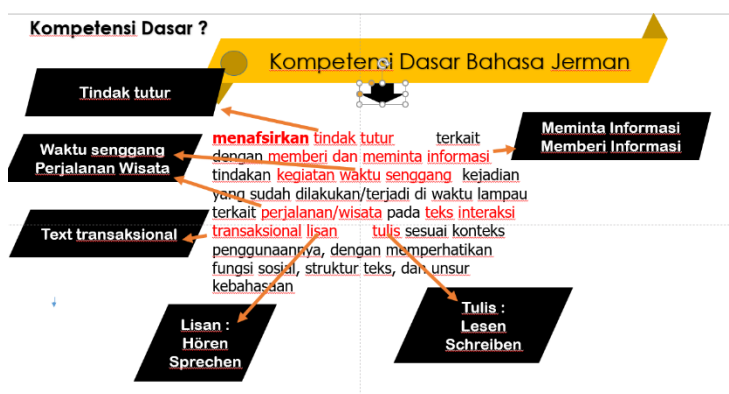 Kompetensi Dasar ?
Kompetensi Dasar Bahasa Jerman
Tindak tutur
Waktu senggang
Perjalanan Wisata
Text transaksional
menafsirkan tindak tutur terkait
dengan memberi dan meminta informasi
tindakan kegiatan waktu senggang kejadian
yang sudah dilakukan/terjadi di waktu lampau
terkait perjalanan/wisata pada teks interaksi
transaksional lisan tulis sesuai konteks
penggunaannya, dengan memperhatikan
fungsi sosial, struktur teks, dan unsur
kebahasaan
Meminta Informasi
Memberi Informasi
Lisan :
Hören
Sprechen
Tulis :
Lesen
Schreiben